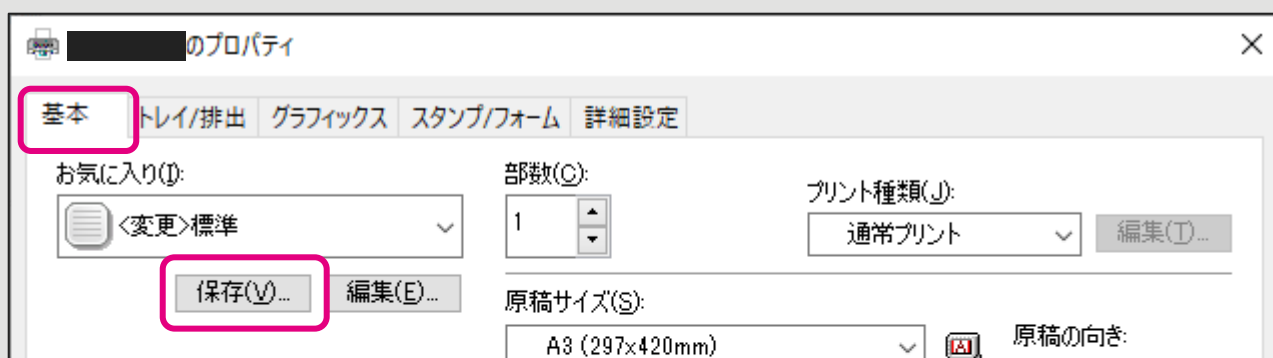 のプロパティ
基本 トレイ/排出 グラフィックス スタンプ/フォーム 詳細設定
お気に入り(I):
<変更>標準
保存(V)... 編集(E)...
部数(C):
1
プリント種類(J):
通常プリント 編集(T)...
原稿サイズ(S):
A3 (297x420mm)
A
原稿の向き: